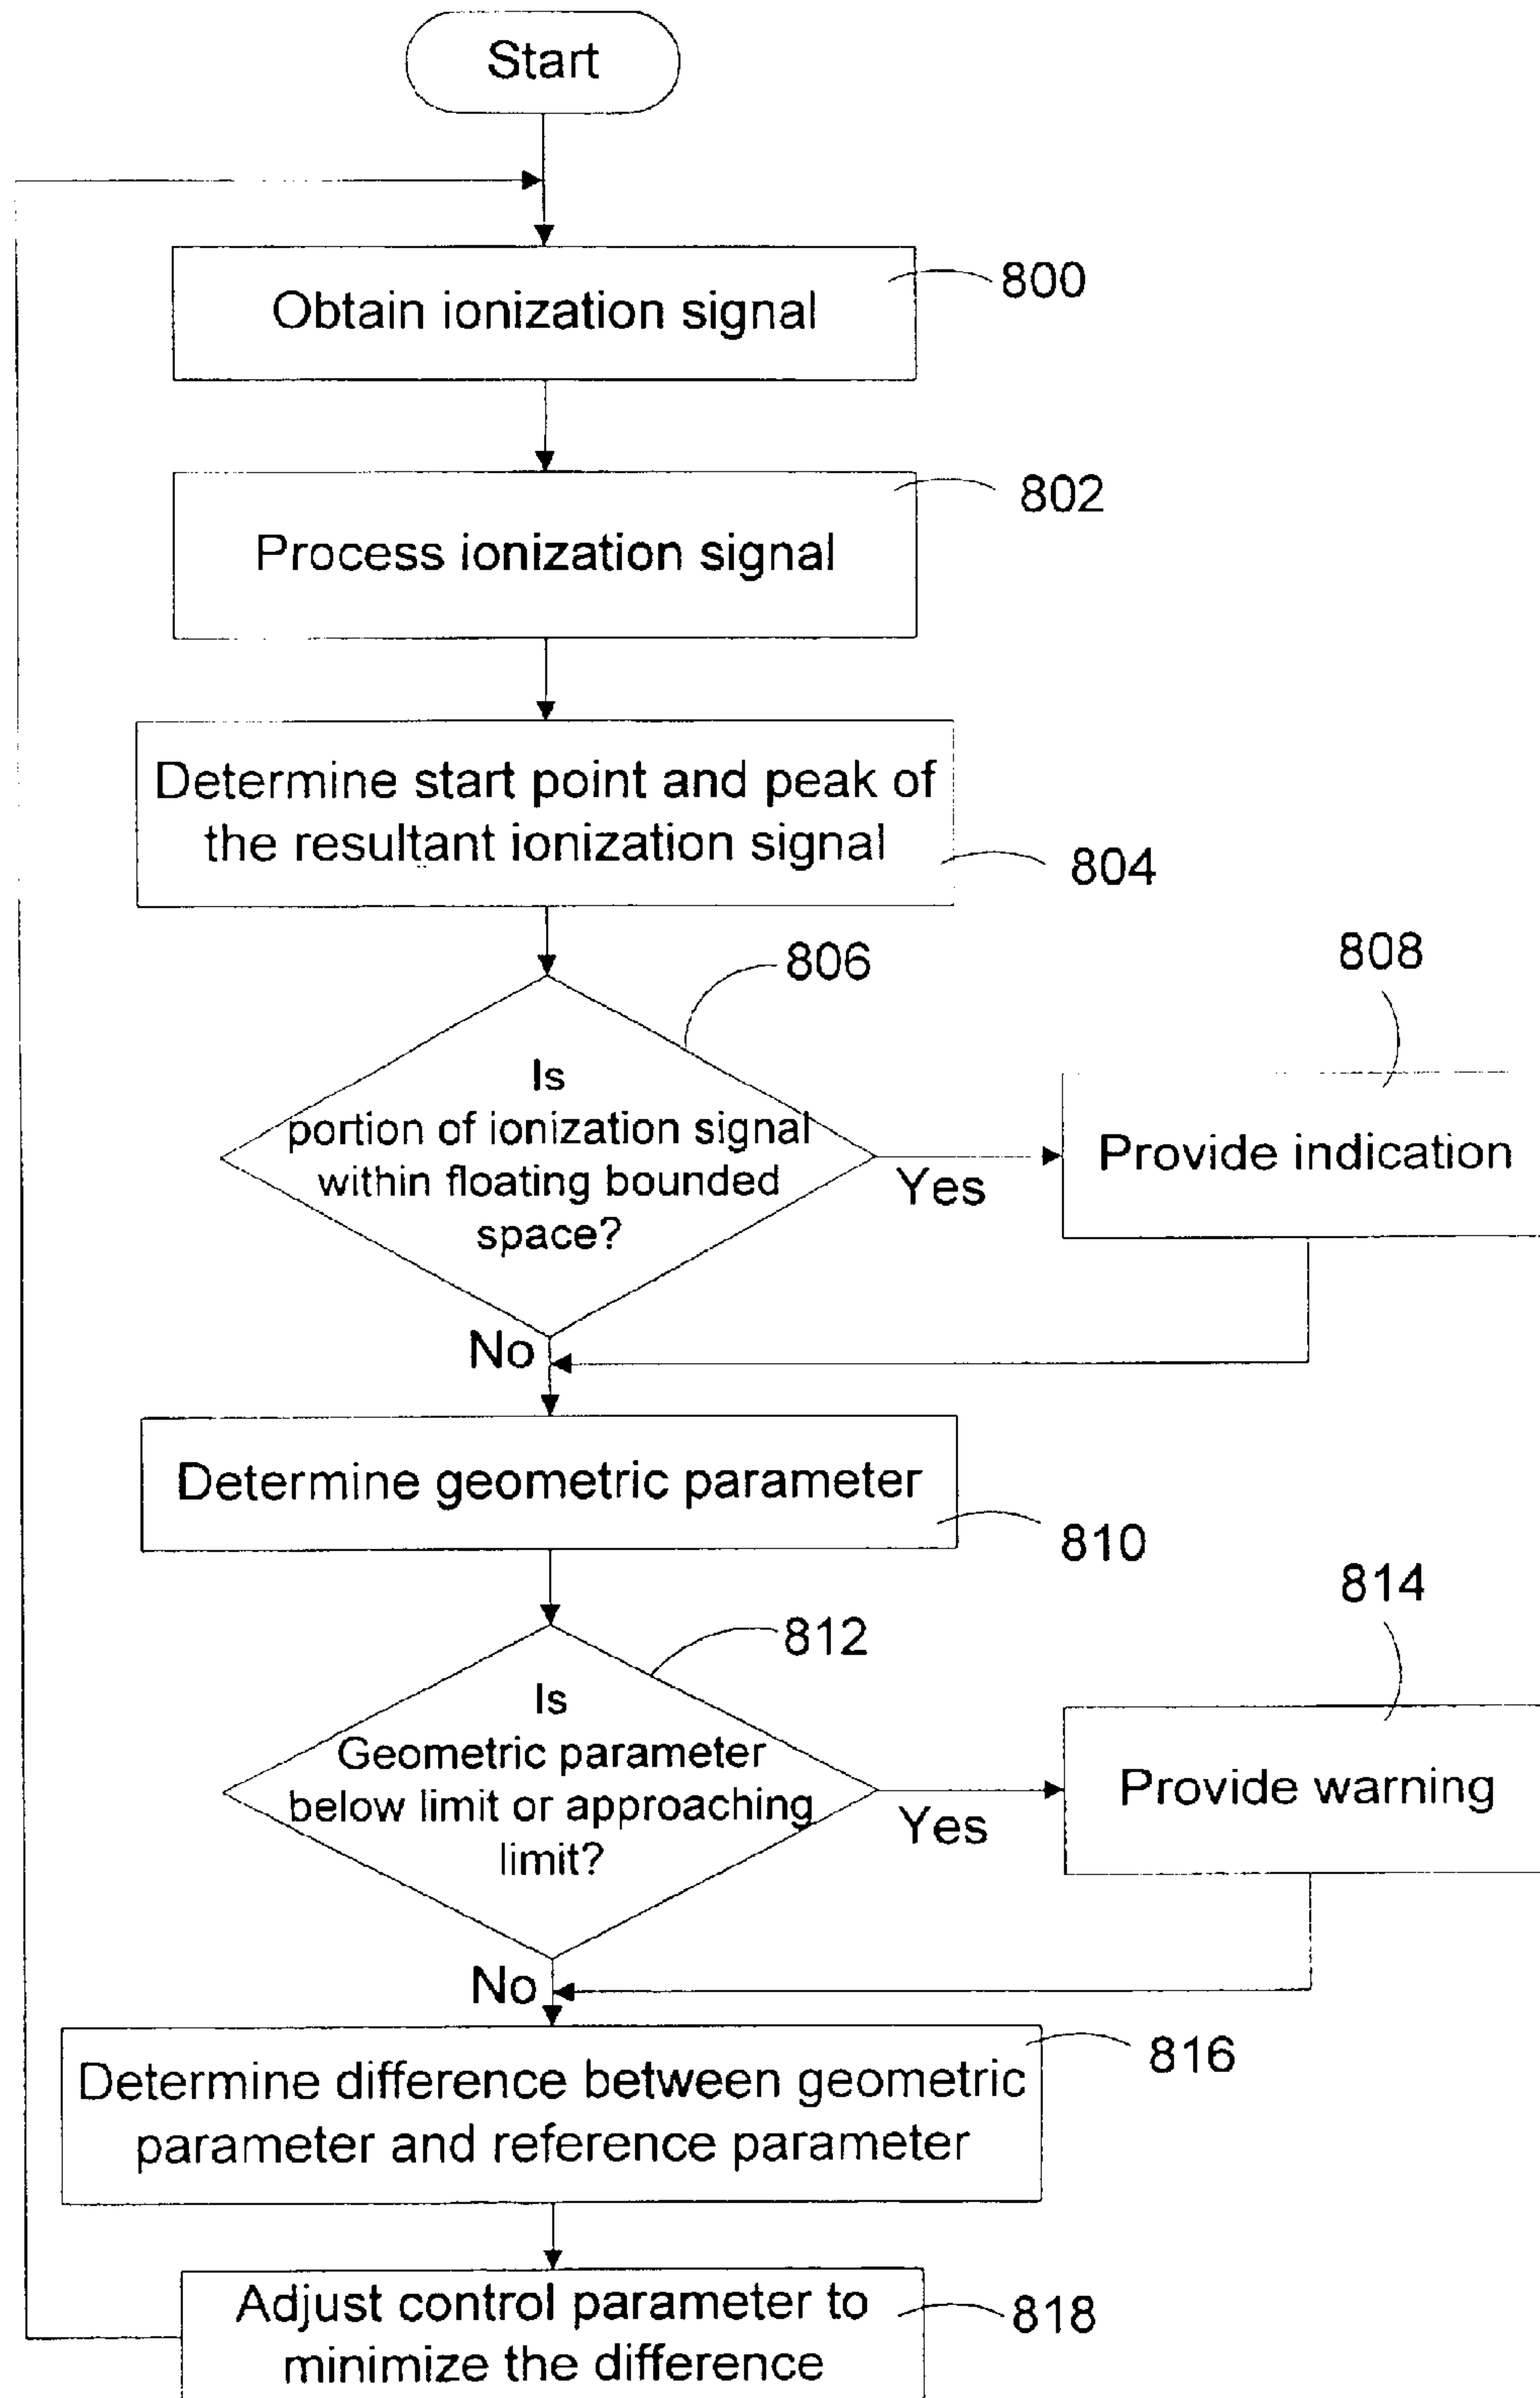 Start
Obtain ionization signal
800
Process ionization signal
802
Determine start point and peak of
the resultant ionization signal
804
806
Is
portion of ionization signal
within floating bounded
space?
Yes
808
Provide indication
No
Determine geometric parameter
810
812
Is
Geometric parameter
below limit or approaching
limit?
Yes
814
Provide warning
No
Determine difference between geometric
parameter and reference parameter
816
Adjust control parameter to
minimize the difference
818